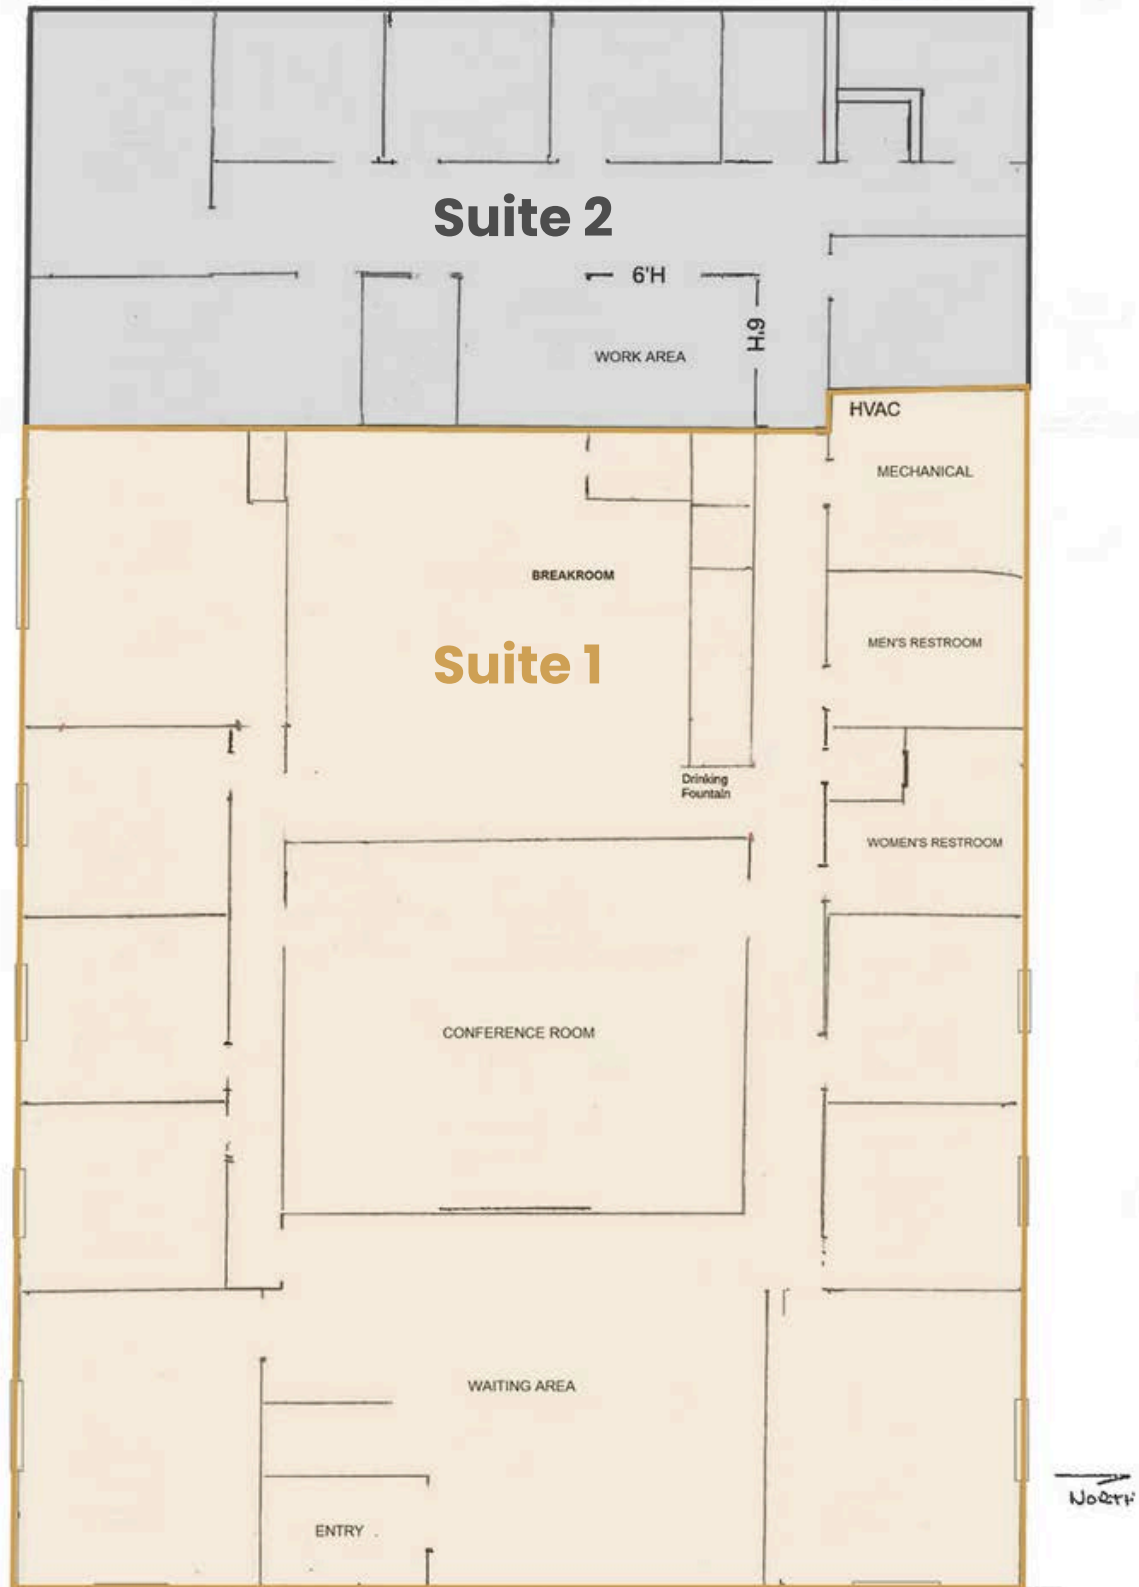 Suite 2
6'H
6'H
WORK AREA
HVAC
MECHANICAL
BREAKROOM
MEN'S RESTROOM
Suite 1
Drinking
Fountain
WOMEN'S RESTROOM
CONFERENCE ROOM
WAITING AREA
NORTH
ENTRY